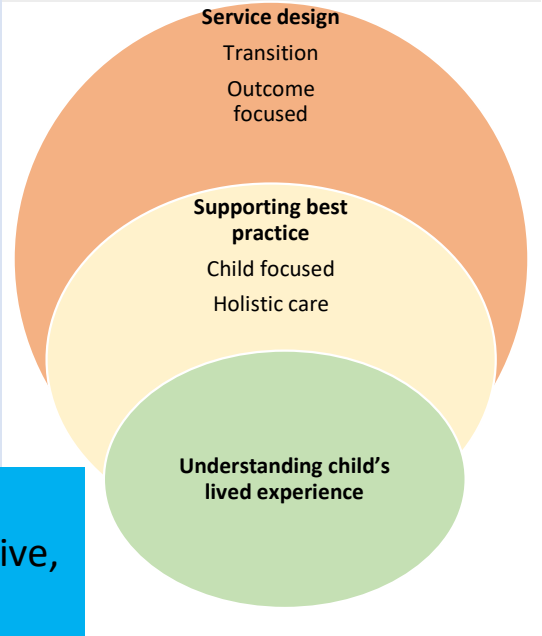 Service design
Transition
Outcome
focused
Supporting best
practice
Child focused
Holistic care
Understanding child's
lived experience
ive,